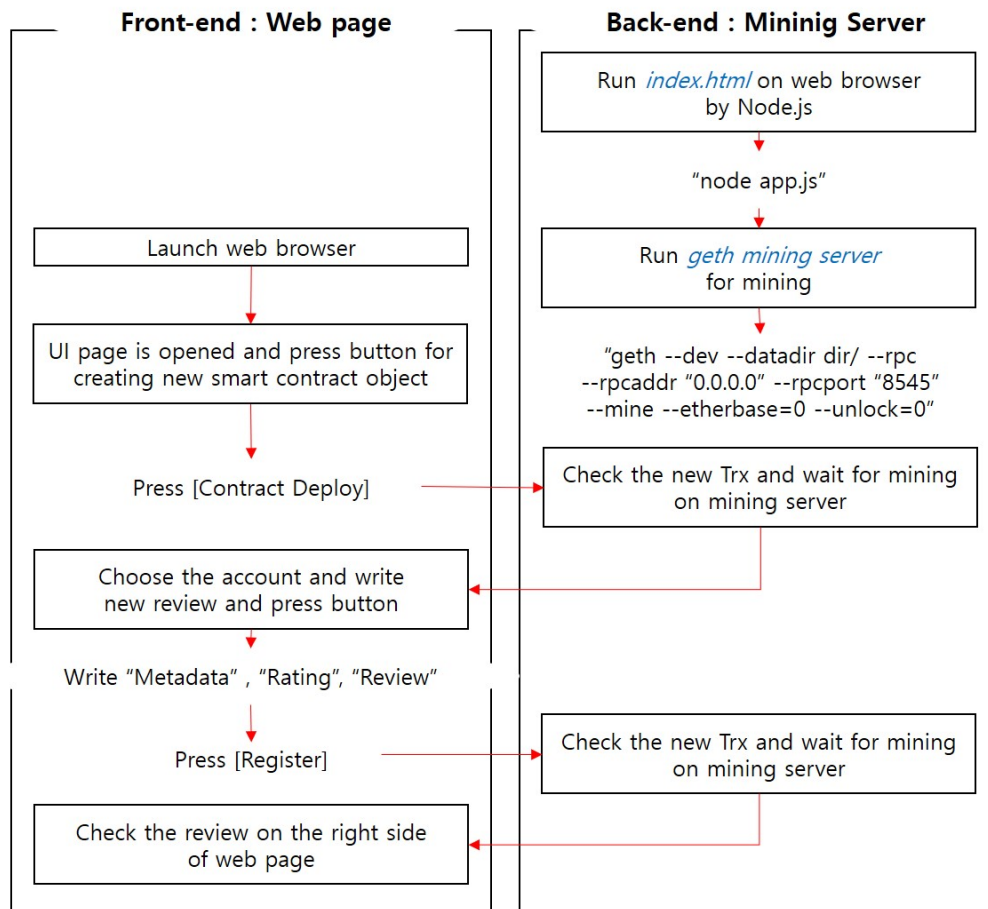 Front-end : Web page
Back-end : Mininig Server
Run index.html on web browser
by Node.js
“node app.js”
Launch web browser
Run geth mining server
for mining
UI page is opened and press button for
creating new smart contract object
“geth --dev --datadir dir/ --rpc
--rpcaddr “0.0.0.0” --rpcport “8545”
--mine --etherbase=0 --unlock=0”
Press [Contract Deploy]
Check the new Trx and wait for mining
on mining server
Choose the account and write
new review and press button
Write “Metadata” , “Rating”, “Review”
Press [Register]
Check the new Trx and wait for mining
on mining server
Check the review on the right side
of web page